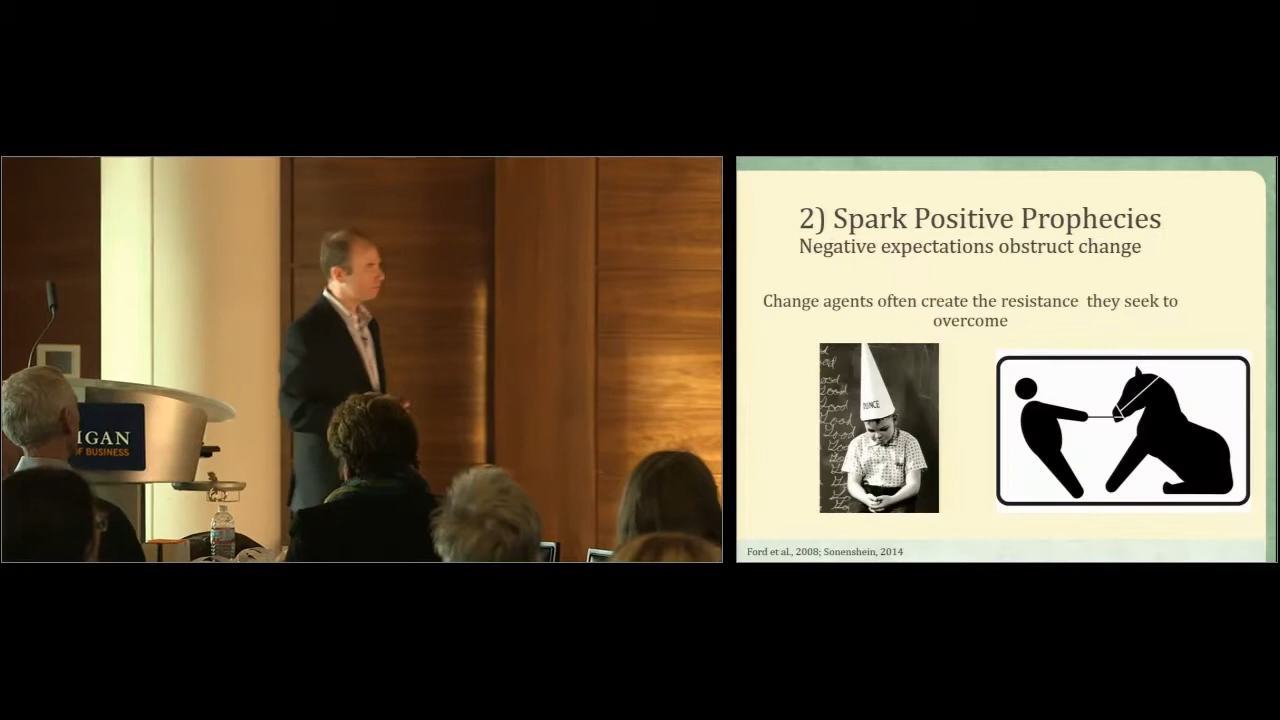 IGAN
OF BUSINESS
2) Spark Positive Prophecies
Negative expectations obstruct change
Change agents often create the resistance they seek to
overcome
DUNCE
Ford et al., 2008; Sonenshein, 2014